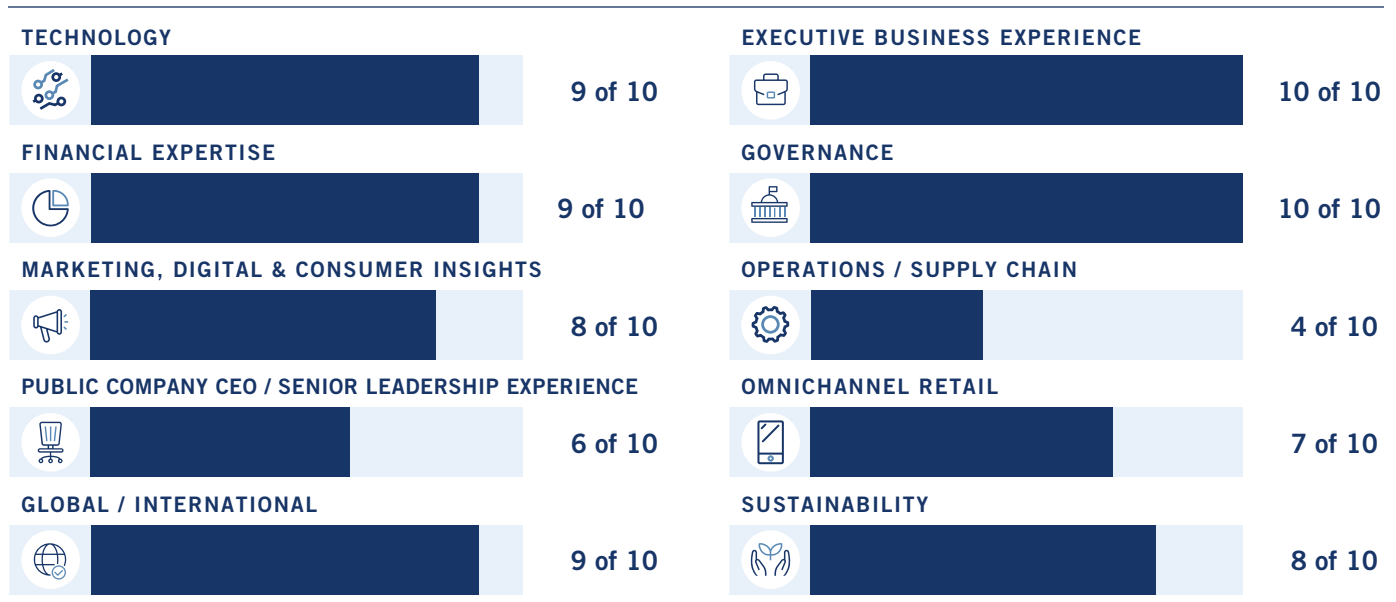 TECHNOLOGY
9 of 10
FINANCIAL EXPERTISE
9 of 10
MARKETING, DIGITAL & CONSUMER INSIGHTS
8 of 10
PUBLIC COMPANY CEO / SENIOR LEADERSHIP EXPERIENCE
6 of 10
GLOBAL / INTERNATIONAL
9 of 10
EXECUTIVE BUSINESS EXPERIENCE
10 of 10
GOVERNANCE
10 of 10
OPERATIONS / SUPPLY CHAIN
4 of 10
OMNICHANNEL RETAIL
7 of 10
SUSTAINABILITY
8 of 10